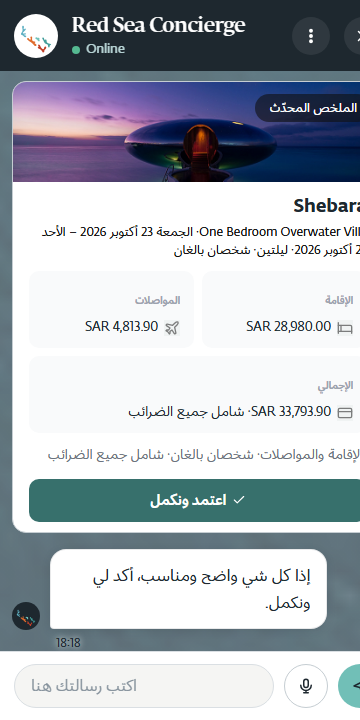 Red Sea Concierge
Online
الملخص المحدّث
Shebara
One Bedroom Overwater Vill· الجمعة 23 أكتوبر 2026 – الأحد
أكتوبر 2026· ليلتين· شخصان بالغان
الإقامة
SAR 28,980.00
المواصلات
SAR 4,813.90
الإجمالي
SAR 33,793.90· شامل جميع الضرائب
الإقامة والمواصلات· شخصان بالغان· شامل جميع الضرائب
اعتمد ونكمل
إذا كل شي واضح ومناسب، أكد لي
ونكمل.
18:18
اكتب رسالتك هنا